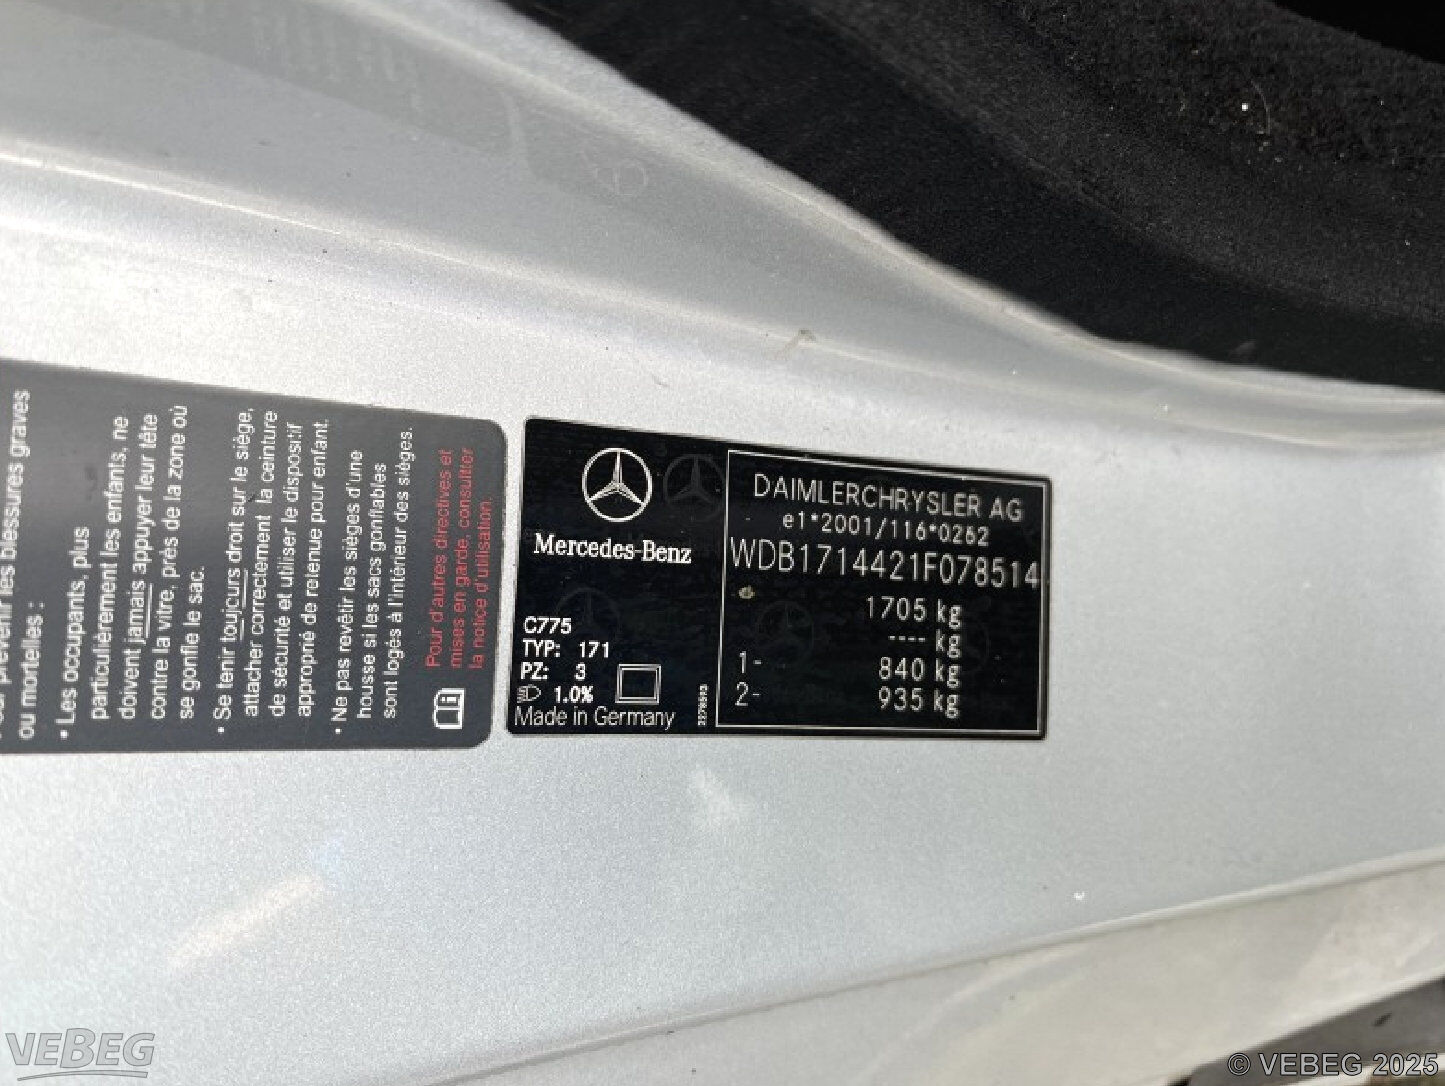 ou mortelles :
• Les occupants, plus
particulièrement les enfants, ne
doivent jamais appuyer leur tête
contre la vitre, près de la zone où
se gonfle le sac.
• Se tenir toujours droit sur le siège,
attacher correctement la ceinture
de sécurité et utiliser le dispositif
approprié de retenue pour enfant.
• Ne pas revêtir les sièges d'une
housse si les sacs gonflables
sont logés à l'intérieur des sièges.
Pour d'autres directives et
mises en garde, consultter
la notice d'utilisation.
Mercedes-Benz
C775
TYP: 171
PZ: 3
1.0%
Made in Germany
DAIMLERCHRYSLER AG
e1*2001/116*0262
WDB1714421F078514
1705 kg
---- kg
1- 840 kg
2- 935 kg
VEBEG
© VEBEG 2025